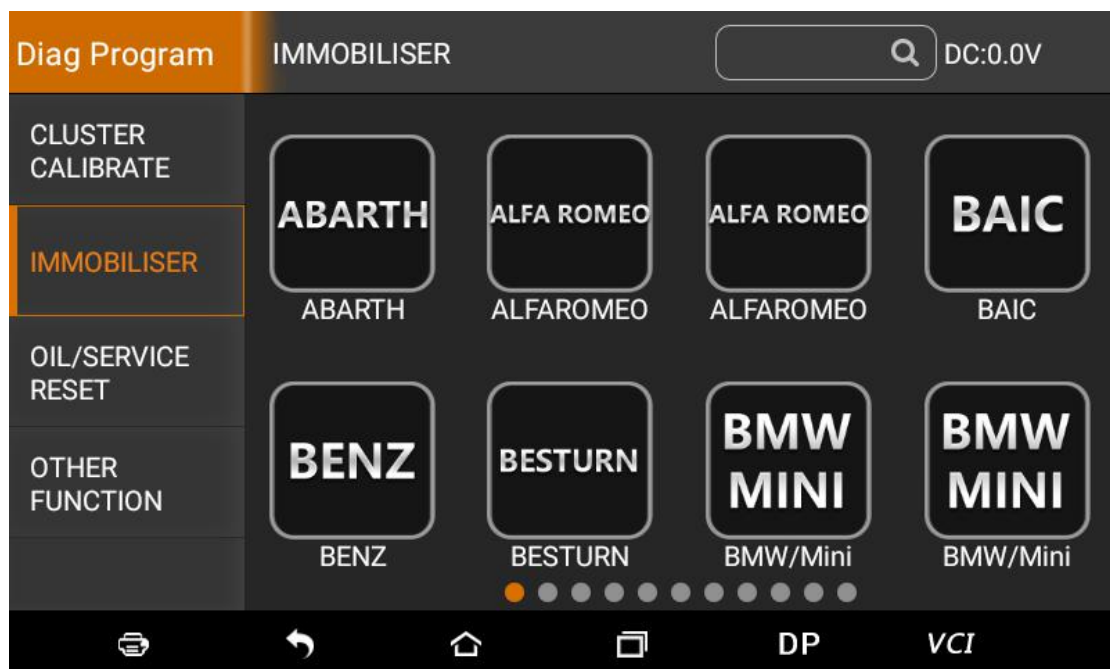 Diag Program
IMMOBILISER
DC:0.0V
CLUSTER
CALIBRATE
IMMOBILISER
OIL/SERVICE
RESET
OTHER
FUNCTION
ABARTH
ALFA ROMEO
ALFA ROMEO
BAIC
ABARTH
ALFAROMEO
ALFAROMEO
BAIC
BENZ
BESTURN
BMW
MINI
BMW
MINI
BENZ
BESTURN
BMW/Mini
BMW/Mini
DP
VCI